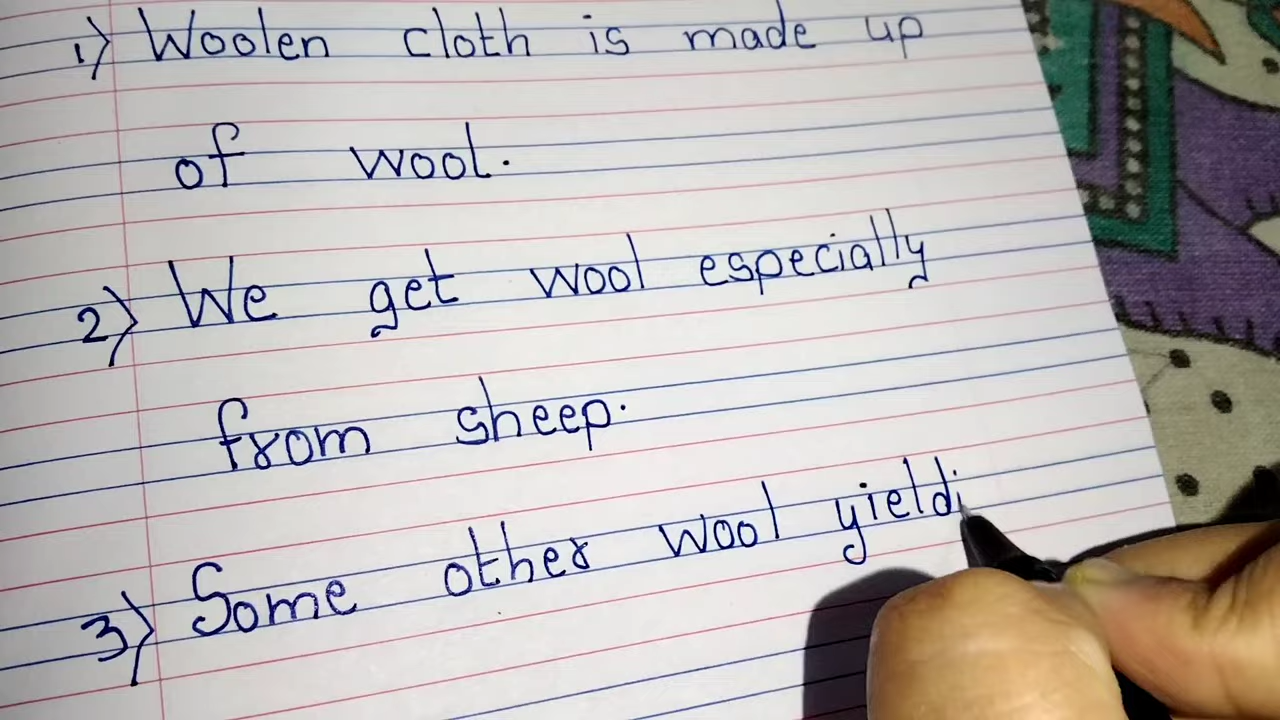 1) Woolen cloth is made up
of wool.
2) We get wool especially
from sheep.
3) Some other wool yieldi